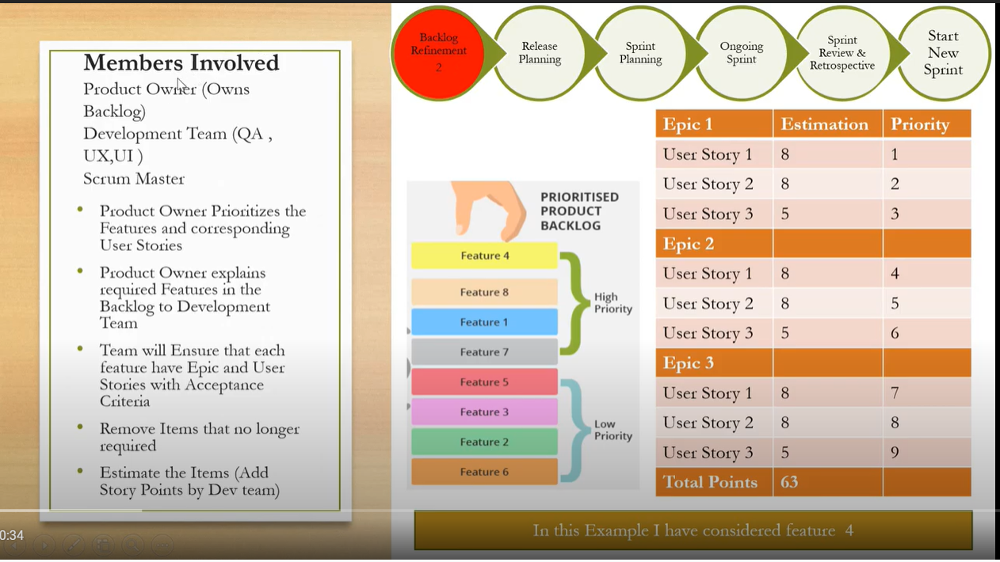 Members Involved
Product Owner (Owns
Backlog)
Development Team (QA ,
UX,UI )
Scrum Master
• Product Owner Prioritizes the
Features and corresponding
User Stories
• Product Owner explains
required Features in the
Backlog to Development
Team
• Team will Ensure that each
feature have Epic and User
Stories with Acceptance
Criteria
• Remove Items that no longer
required
• Estimate the Items (Add
Story Points by Dev team)
0:34
Backlog
Refinement
2
Release
Planning
Sprint
Planning
Ongoing
Sprint
Sprint
Review &
Retrospective
Start
New
Sprint
PRIORITISED
PRODUCT
BACKLOG
Feature 4
Feature 8
Feature 1
Feature 7
High
Priority
Feature 5
Feature 3
Feature 2
Feature 6
Low
Priority
Epic 1 Estimation Priority
User Story 1 8 1
User Story 2 8 2
User Story 3 5 3
Epic 2
User Story 1 8 4
User Story 2 8 5
User Story 3 5 6
Epic 3
User Story 1 8 7
User Story 2 8 8
User Story 3 5 9
Total Points 63
In this Example I have considered feature 4